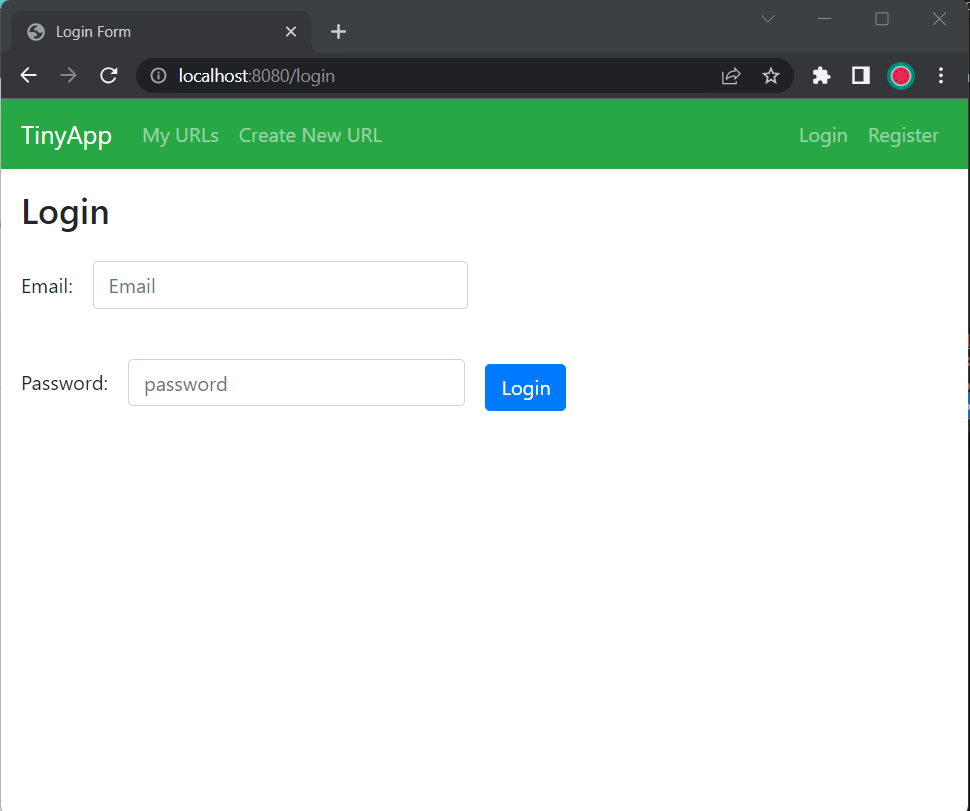 Login Form
localhost:8080/login
TinyApp My URLs Create New URL Login Register
Login
Email: Email
Password: password Login